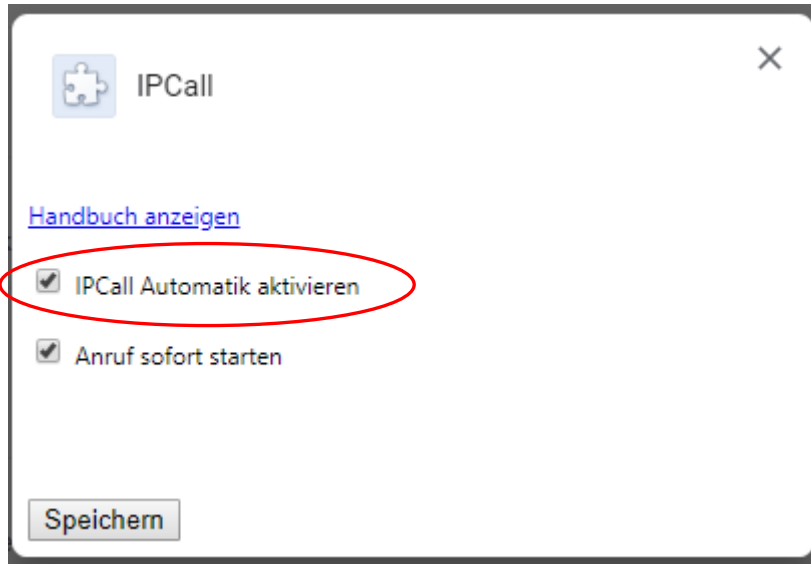 IPCall
Handbuch anzeigen
IPCall Automatik aktivieren
Anruf sofort starten
Speichern